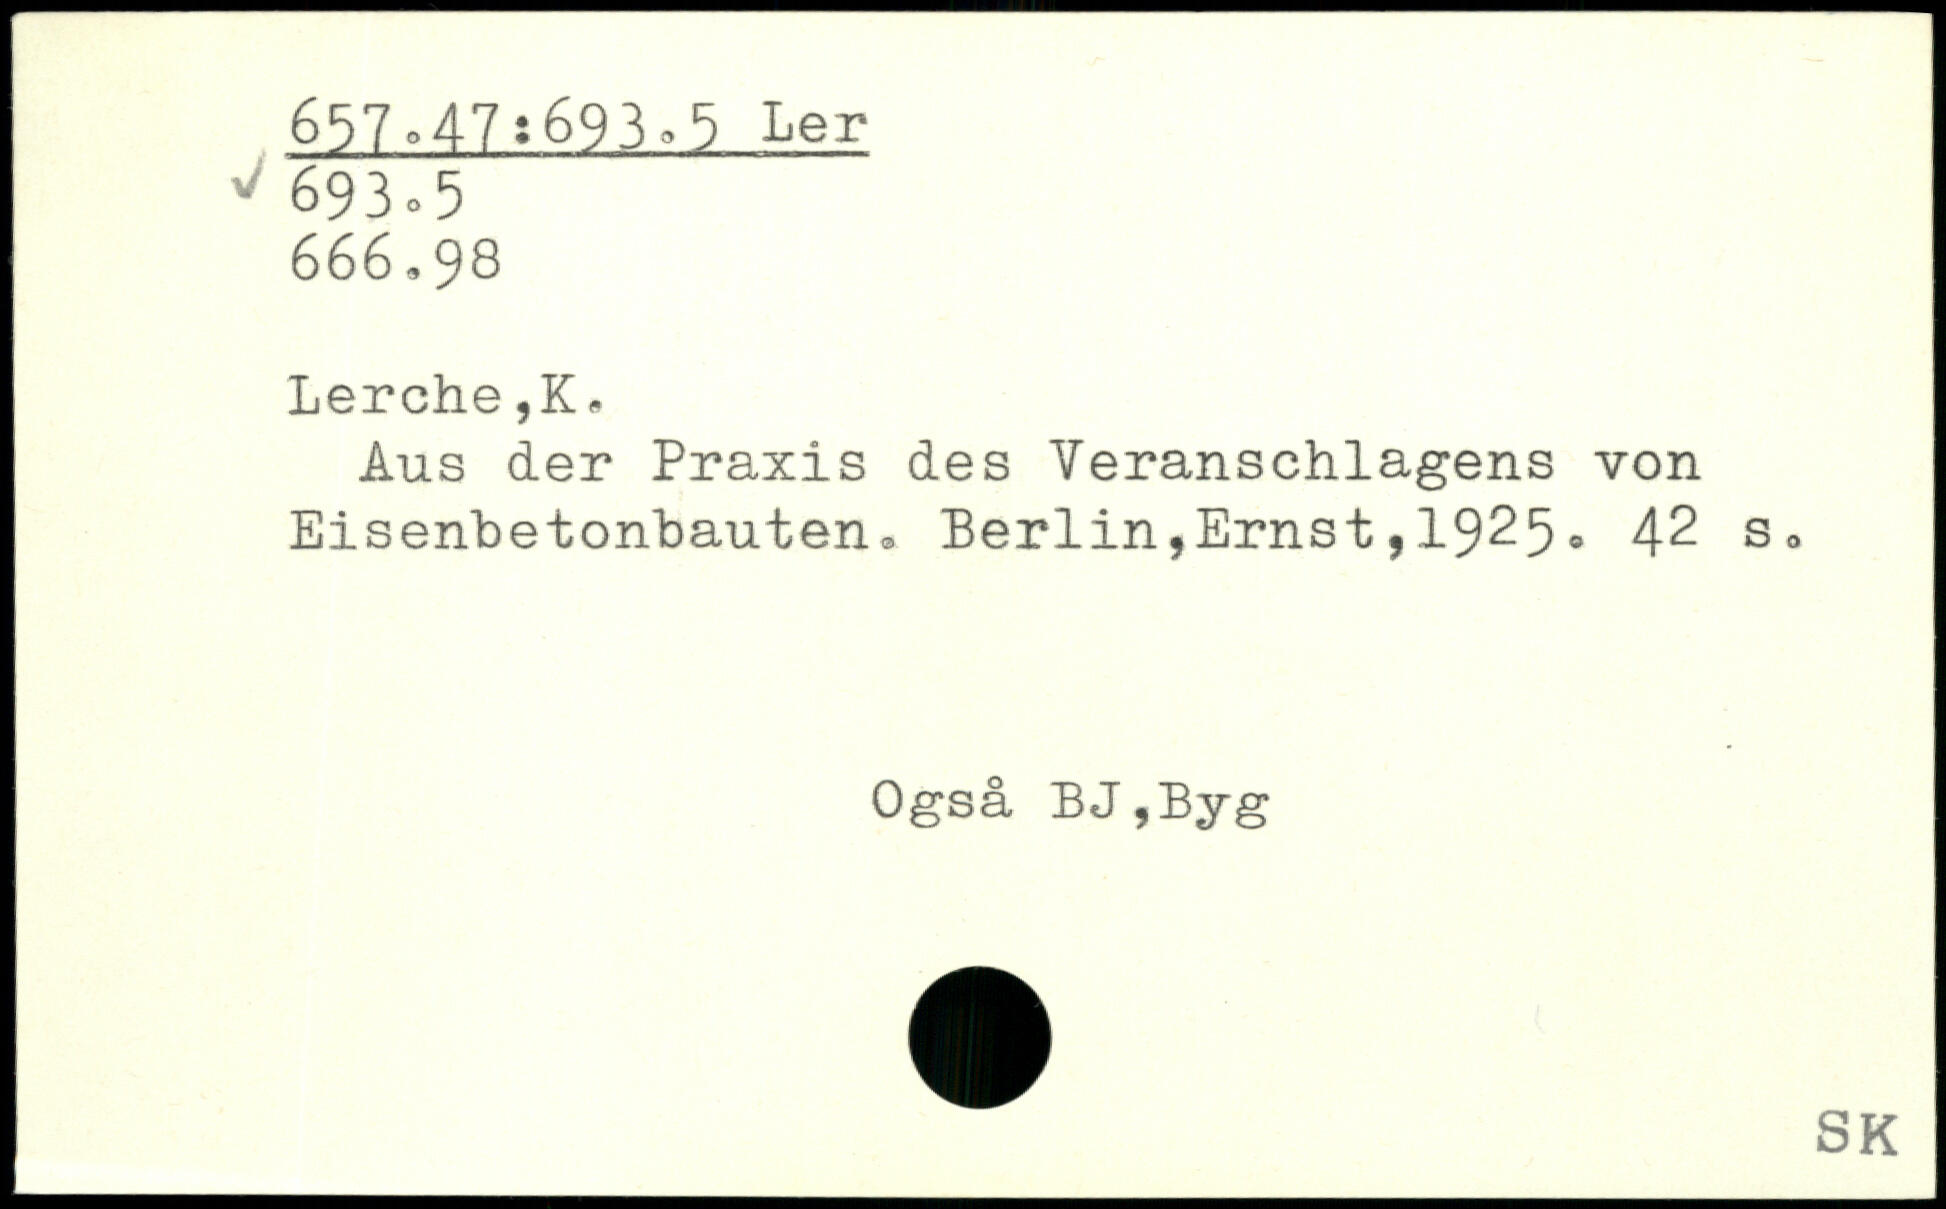 657.47:693.5 Ler
✓ 693.5
666.98
Lerche,K.
Aus der Praxis des Veranschlagens von
Eisenbetonbauten. Berlin,Ernst,1925. 42 s.
Også BJ,Byg
SK